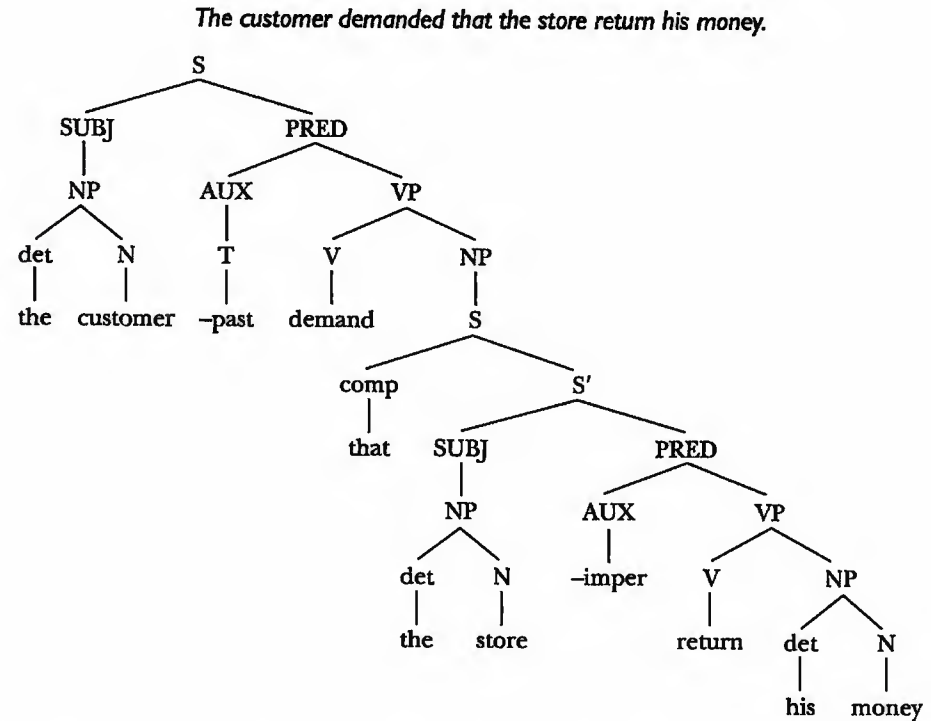 The customer demanded that the store return his money.
S
SUBJ PRED
NP AUX VP
det N T V NP
the customer –past demand S
comp S'
that SUBJ PRED
NP AUX VP
det N –imper V NP
the store return det N
his money